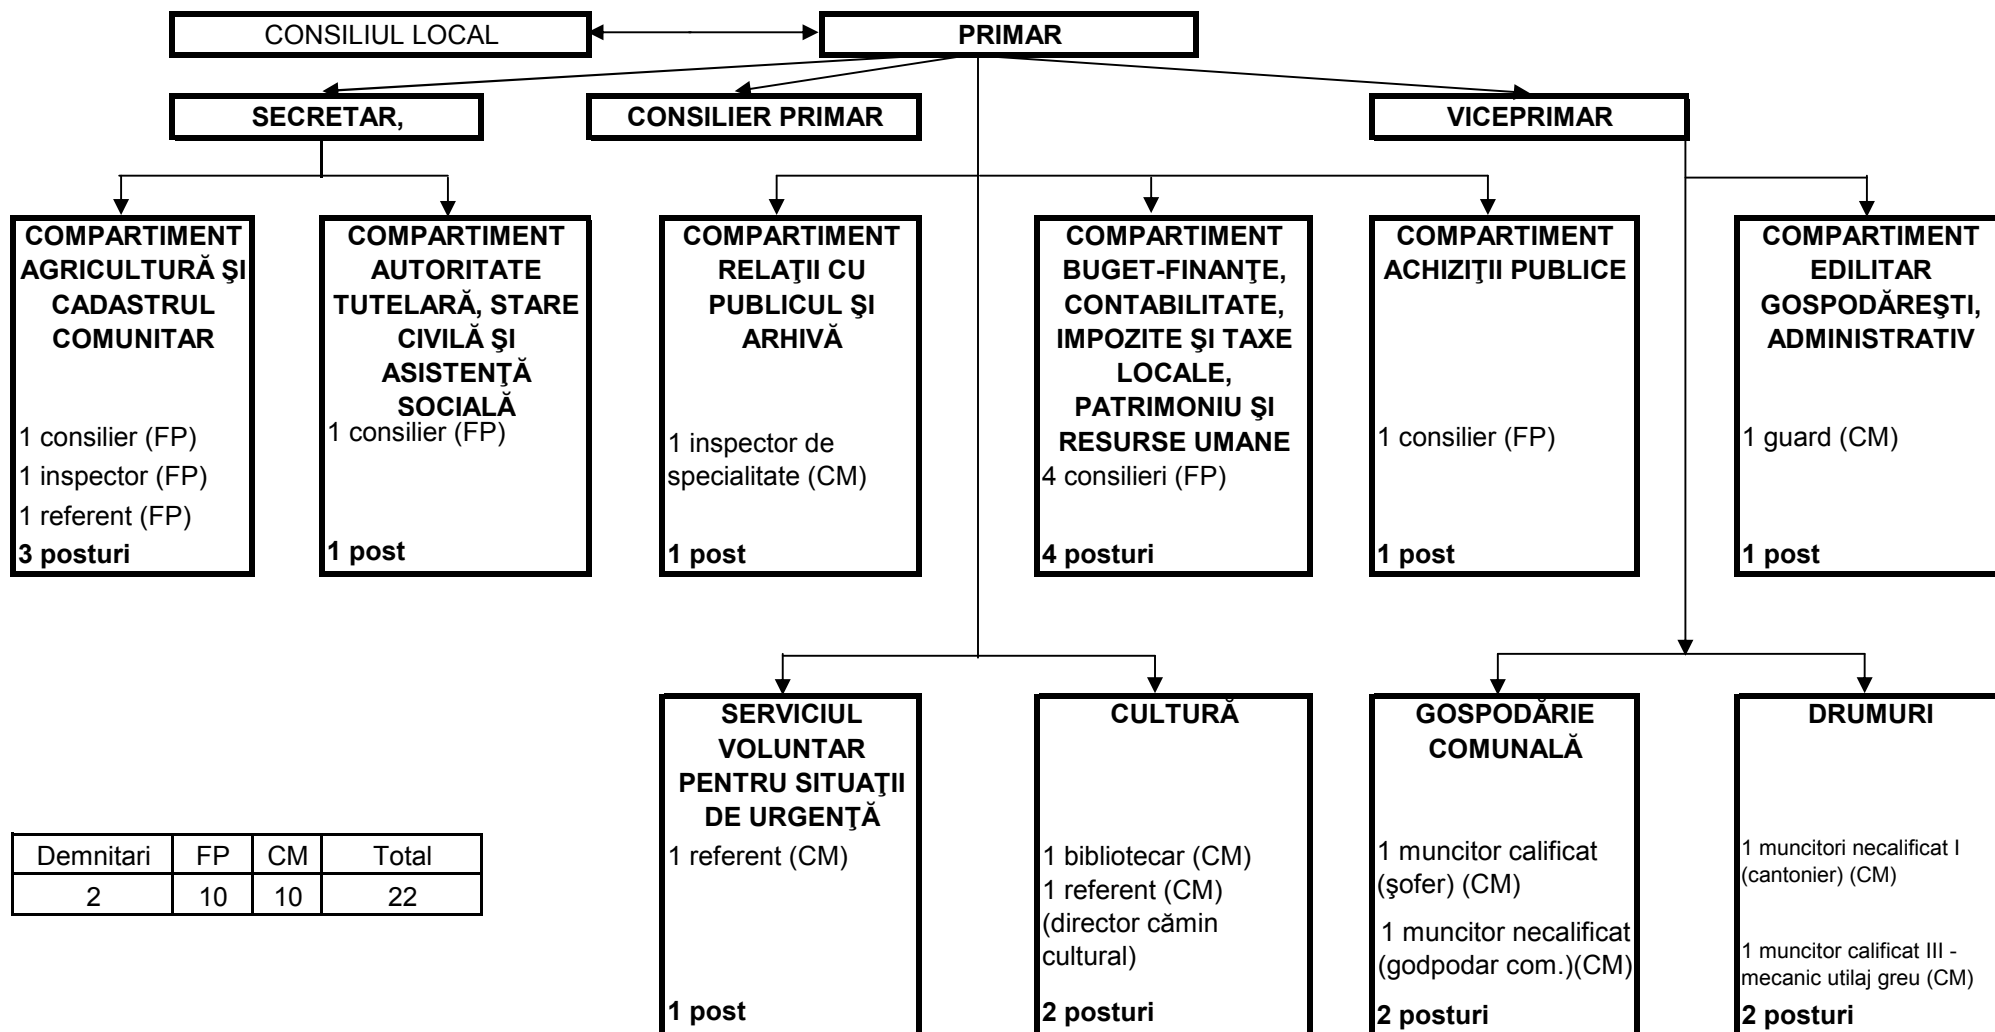 CONSILIUL LOCAL
PRIMAR
SECRETAR,
CONSILIER PRIMAR
VICEPRIMAR
COMPARTIMENT
AGRICULTURĂ ŞI
CADASTRUL
COMUNITAR
1 consilier (FP)
1 inspector (FP)
1 referent (FP)
3 posturi
COMPARTIMENT
AUTORITATE
TUTELARĂ, STARE
CIVILĂ ŞI
ASISTENŢĂ
SOCIALĂ
1 consilier (FP)
1 post
COMPARTIMENT
RELAŢII CU
PUBLICUL ŞI
ARHIVĂ
1 inspector de
specialitate (CM)
1 post
COMPARTIMENT
BUGET-FINANŢE,
CONTABILITATE,
IMPOZITE ŞI TAXE
LOCALE,
PATRIMONIU ŞI
RESURSE UMANE
4 consilieri (FP)
4 posturi
COMPARTIMENT
ACHIZIŢII PUBLICE
1 consilier (FP)
1 post
COMPARTIMENT
EDILITAR
GOSPODĂREŞTI,
ADMINISTRATIV
1 guard (CM)
1 post
SERVICIUL
VOLUNTAR
PENTRU SITUAŢII
DE URGENŢĂ
1 referent (CM)
1 post
CULTURĂ
1 bibliotecar (CM)
1 referent (CM)
(director cămin
cultural)
2 posturi
GOSPODĂRIE
COMUNALĂ
1 muncitor calificat
(şofer) (CM)
1 muncitor necalificat
(godpodar com.)(CM)
2 posturi
DRUMURI
1 muncitori necalificat I
(cantonier) (CM)
1 muncitor calificat III -
mecanic utilaj greu (CM)
2 posturi
Demnitari FP CM Total
2 10 10 22